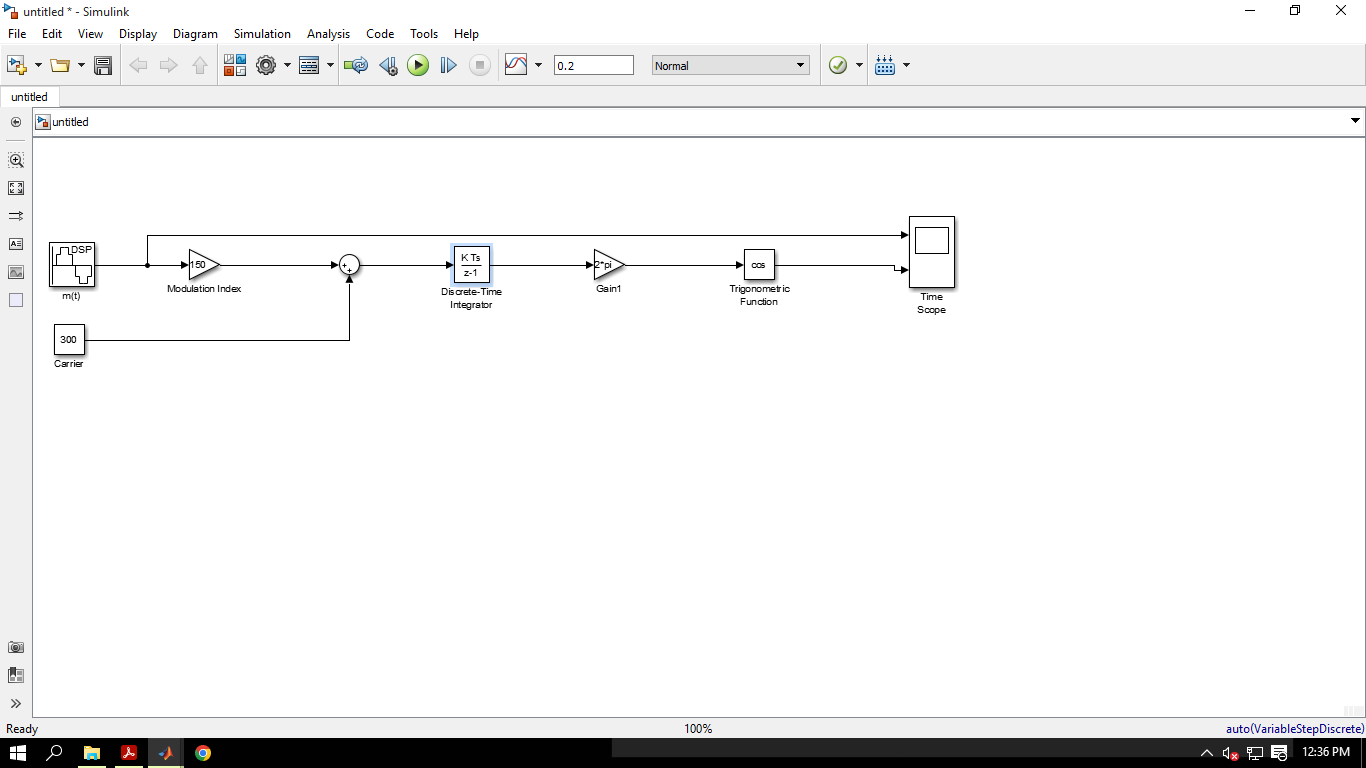 untitled * - Simulink
File Edit View Display Diagram Simulation Analysis Code Tools Help
0.2 Normal
untitled
untitled
DSP
m(t)
150
Modulation Index
K Ts
z-1
Discrete-Time
Integrator
2*pi
Gain1
cos
Trigonometric
Function
Time
Scope
300
Carrier
Ready 100% auto(VariableStepDiscrete)
12:36 PM